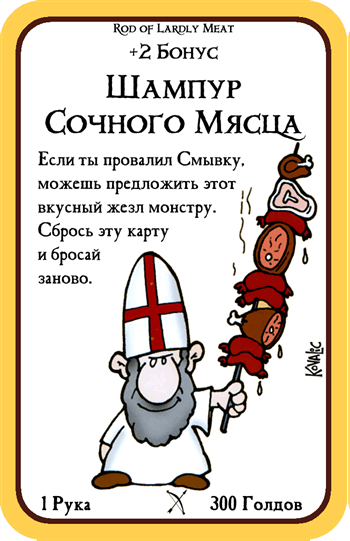 Rod of Lardly Meat
+2 Бонус
Шампур
Сочного Мясца
Если ты провалил Смывку,
можешь предложить этот
вкусный жезл монстру.
Сбрось эту карту
и бросай
заново.
Kovalic
1 Рука
300 Голдов